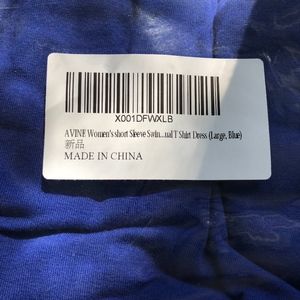 X001DFWXLB
AVINE Women's short Sleeve Swin...ual T Shirt Dress (Large, Blue)
新品
MADE IN CHINA